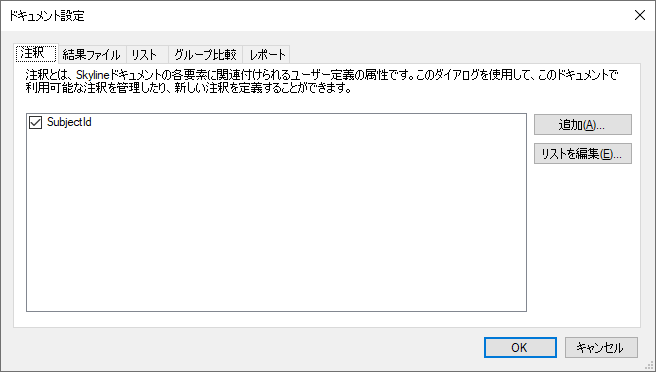 ドキュメント設定
注釈 結果ファイル リスト グループ比較 レポート
注釈とは、Skylineドキュメントの各要素に関連付けられるユーザー定義の属性です。このダイアログを使用して、このドキュメントで
利用可能な注釈を管理したり、新しい注釈を定義することができます。
SubjectId
追加(A)...
リストを編集(E)...
OK キャンセル